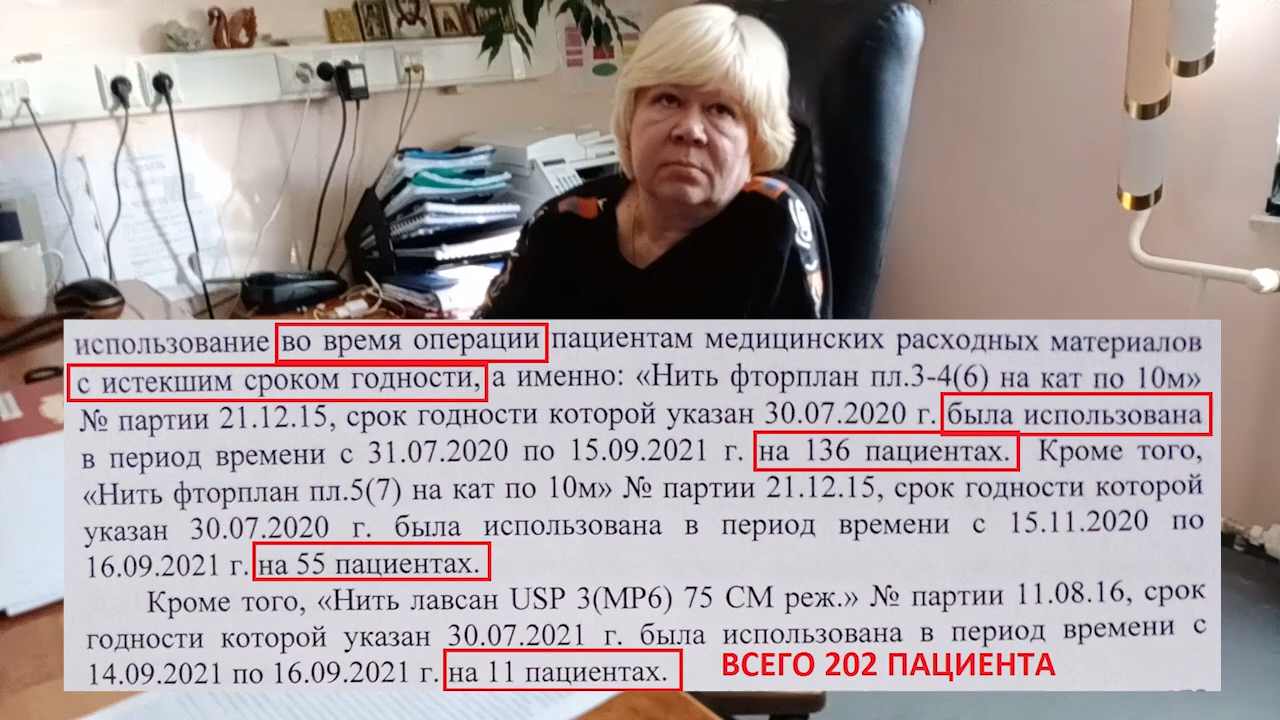 использование во время операции пациентам медицинских расходных материалов
с истекшим сроком годности, а именно: «Нить фторплан пл.3-4(6) на кат по 10м»
№ партии 21.12.15, срок годности которой указан 30.07.2020 г. была использована
в период времени с 31.07.2020 по 15.09.2021 г. на 136 пациентах. Кроме того,
«Нить фторплан пл.5(7) на кат по 10м» № партии 21.12.15, срок годности которой
указан 30.07.2020 г. была использована в период времени с 15.11.2020 по
16.09.2021 г. на 55 пациентах.
Кроме того, «Нить лавсан USP 3(МР6) 75 СМ реж.» № партии 11.08.16, срок
годности которой указан 30.07.2021 г. была использована в период времени с
14.09.2021 по 16.09.2021 г. на 11 пациентах.
ВСЕГО 202 ПАЦИЕНТА